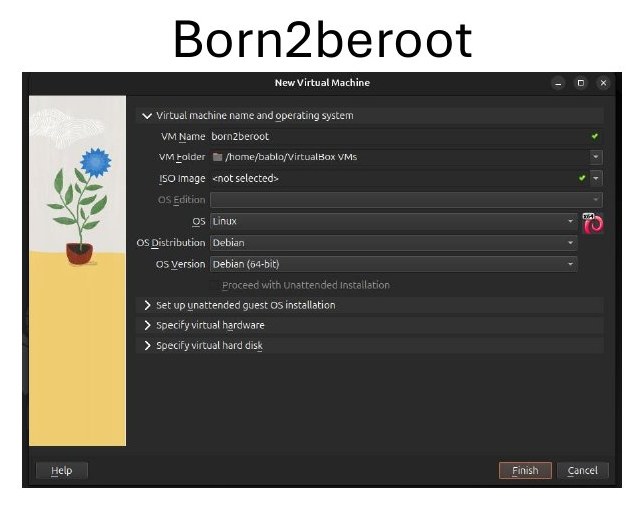 Born2beroot
New Virtual Machine
Virtual machine name and operating system
VM Name born2beroot
VM Folder /home/bablo/VirtualBox VMs
ISO Image <not selected>
OS Edition
OS Linux
OS Distribution Debian
OS Version Debian (64-bit)
Proceed with Unattended Installation
Set up unattended guest OS installation
Specify virtual hardware
Specify virtual hard disk
Help Finish Cancel